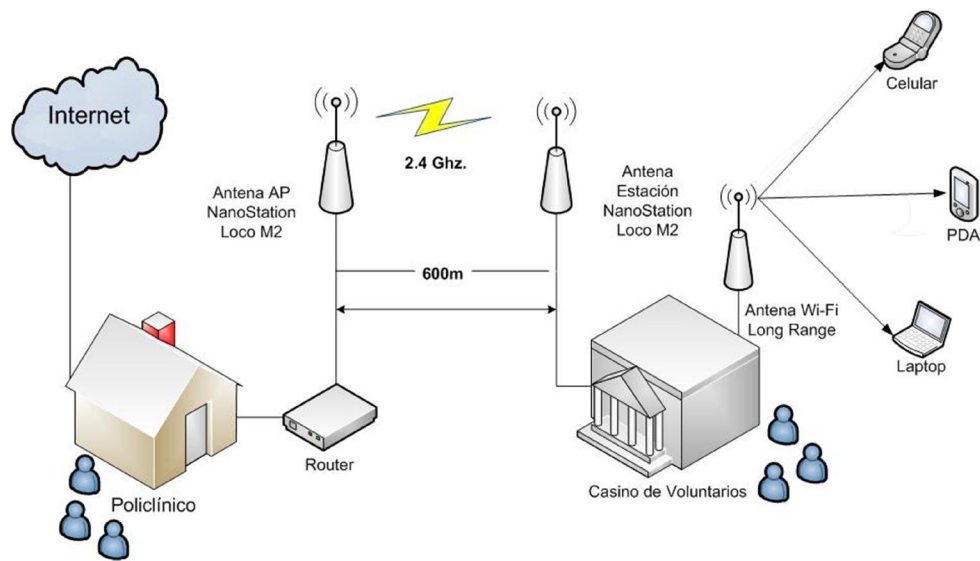 Internet
Antena AP
NanoStation
Loco M2
2.4 Ghz.
Antena
Estación
NanoStation
Loco M2
Celular
PDA
600m
Antena Wi-Fi
Long Range
Laptop
Router
Policlínico
Casino de Voluntarios